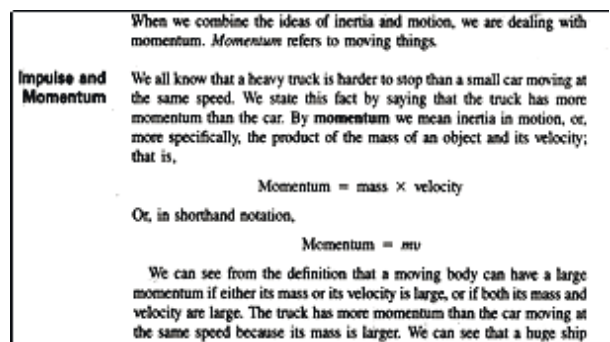 When we combine the ideas of inertia and motion, we are dealing with
momentum. Momentum refers to moving things.
Impulse and
Momentum
We all know that a heavy truck is harder to stop than a small car moving at
the same speed. We state this fact by saying that the truck has more
momentum than the car. By momentum we mean inertia in motion, or,
more specifically, the product of the mass of an object and its velocity;
that is,
Momentum = mass × velocity
Or, in shorthand notation,
Momentum = mv
We can see from the definition that a moving body can have a large
momentum if either its mass or its velocity is large, or if both its mass and
velocity are large. The truck has more momentum than the car moving at
the same speed because its mass is larger. We can see that a huge ship